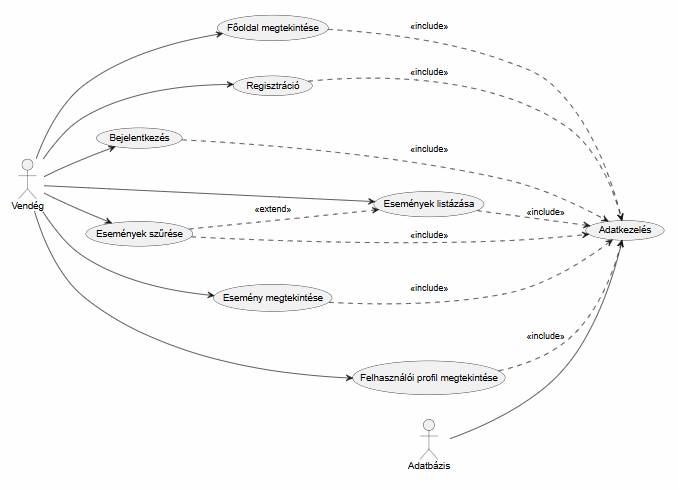 Főoldal megtekintése
«include»
Regisztráció
«include»
Bejelentkezés
«include»
Vendég
Események listázása
«extend»
«include»
Események szűrése
«include»
Adatkezelés
Esemény megtekintése
«include»
«include»
Felhasználói profil megtekintése
Adatbázis